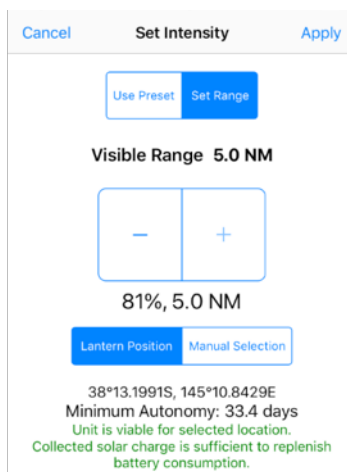 Cancel Set Intensity Apply
Use Preset Set Range
Visible Range 5.0 NM
− +
81%, 5.0 NM
Lantern Position Manual Selection
38°13.1991S, 145°10.8429E
Minimum Autonomy: 33.4 days
Unit is viable for selected location.
Collected solar charge is sufficient to replenish
battery consumption.